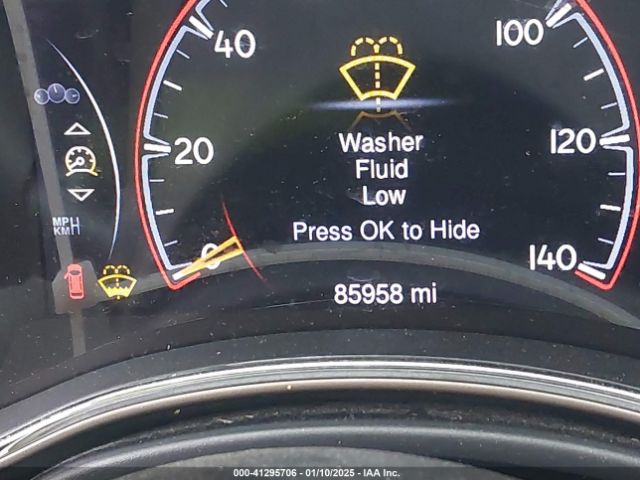 40
100
20
120
Washer
Fluid
Low
Press OK to Hide
MPH
KMH
0
140
85958 mi
000-41295706 - 01/10/2025 - IAA Inc.